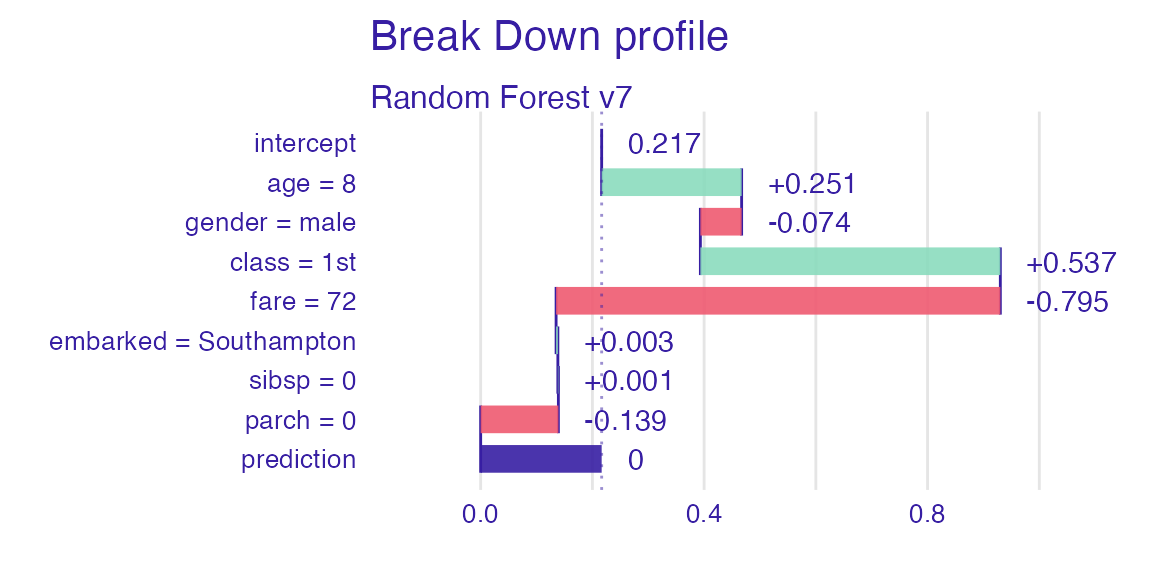 Break Down profile
Random Forest v7
intercept 0.217
age = 8 +0.251
gender = male -0.074
class = 1st +0.537
fare = 72 -0.795
embarked = Southampton +0.003
sibsp = 0 +0.001
parch = 0 -0.139
prediction 0
0.0 0.4 0.8